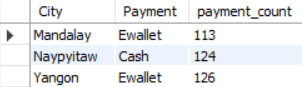 City Payment payment_count
Mandalay Ewallet 113
Naypyitaw Cash 124
Yangon Ewallet 126